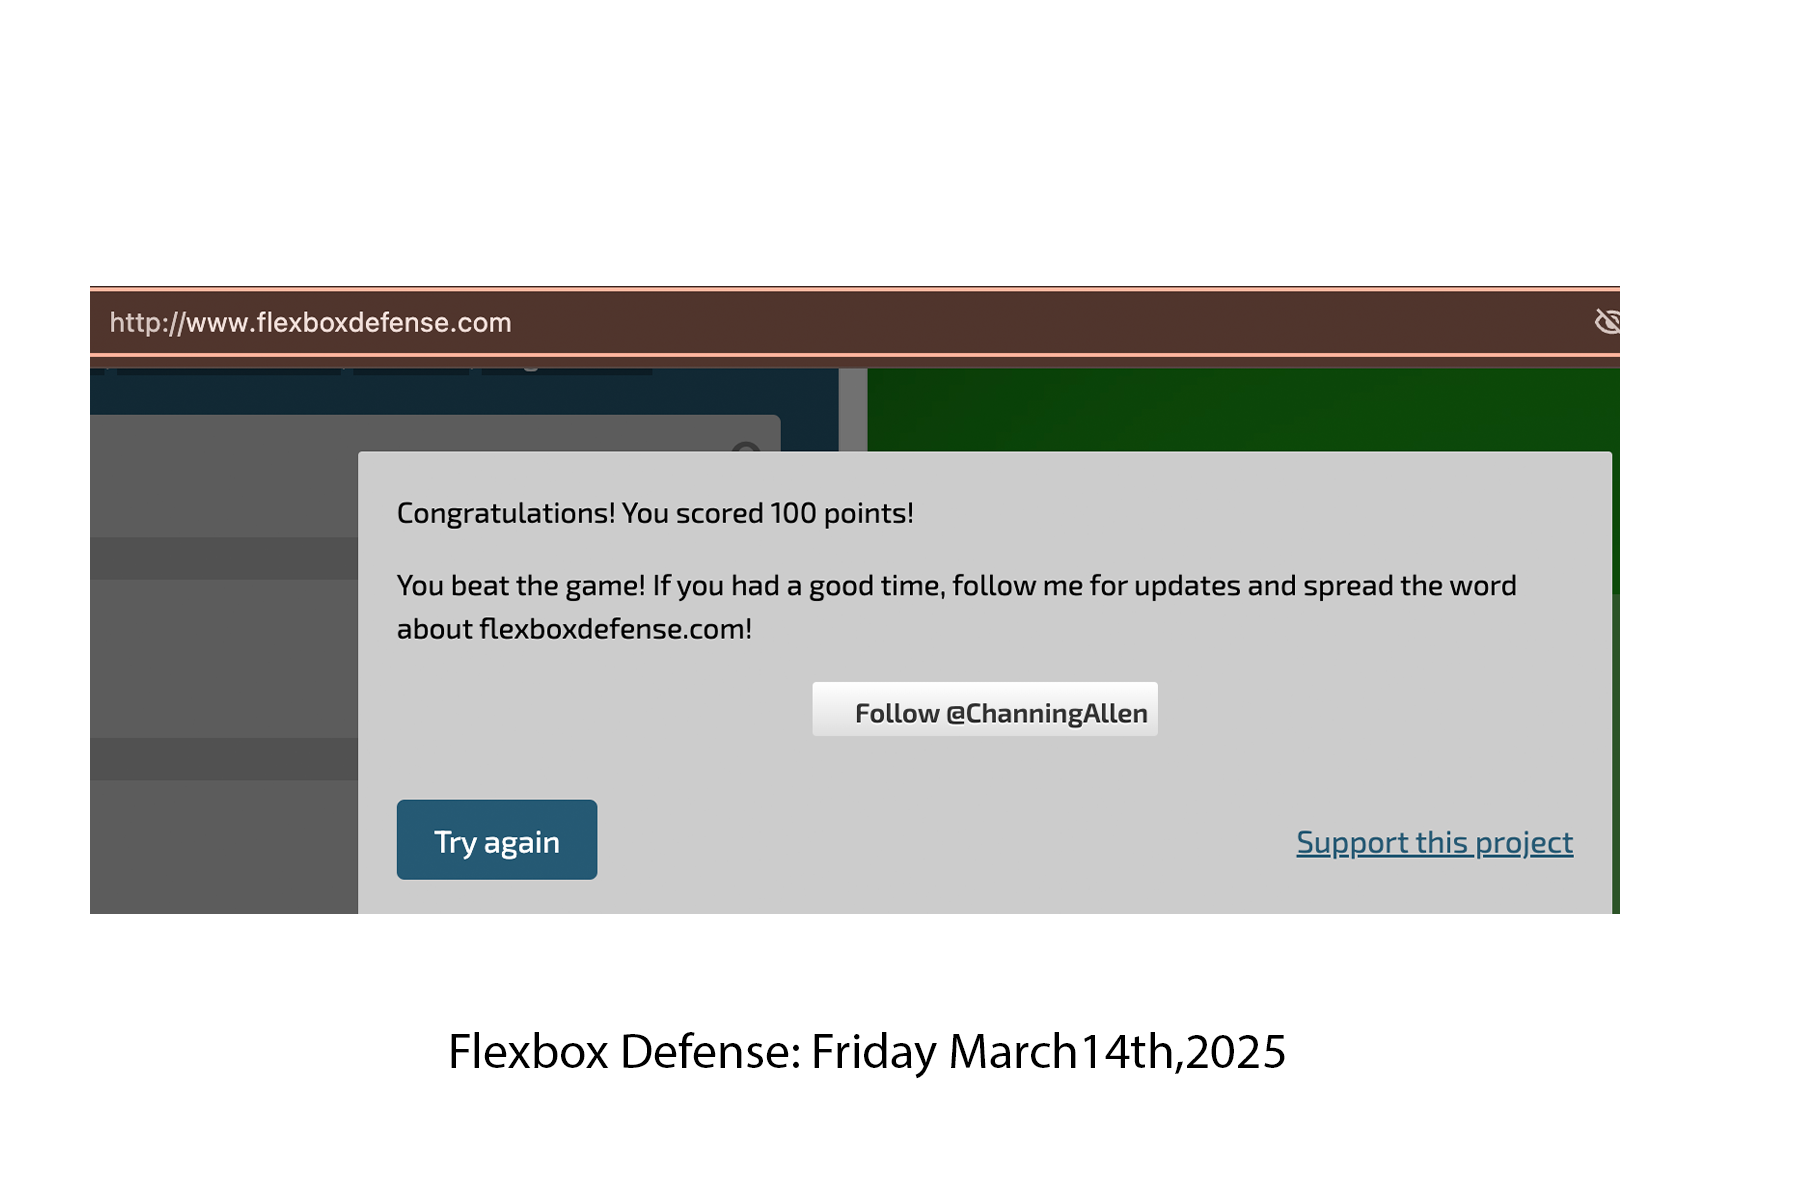 http://www.flexboxdefense.com
Congratulations! You scored 100 points!
You beat the game! If you had a good time, follow me for updates and spread the word
about flexboxdefense.com!
Follow @ChanningAllen
Try again
Support this project
Flexbox Defense: Friday March14th,2025